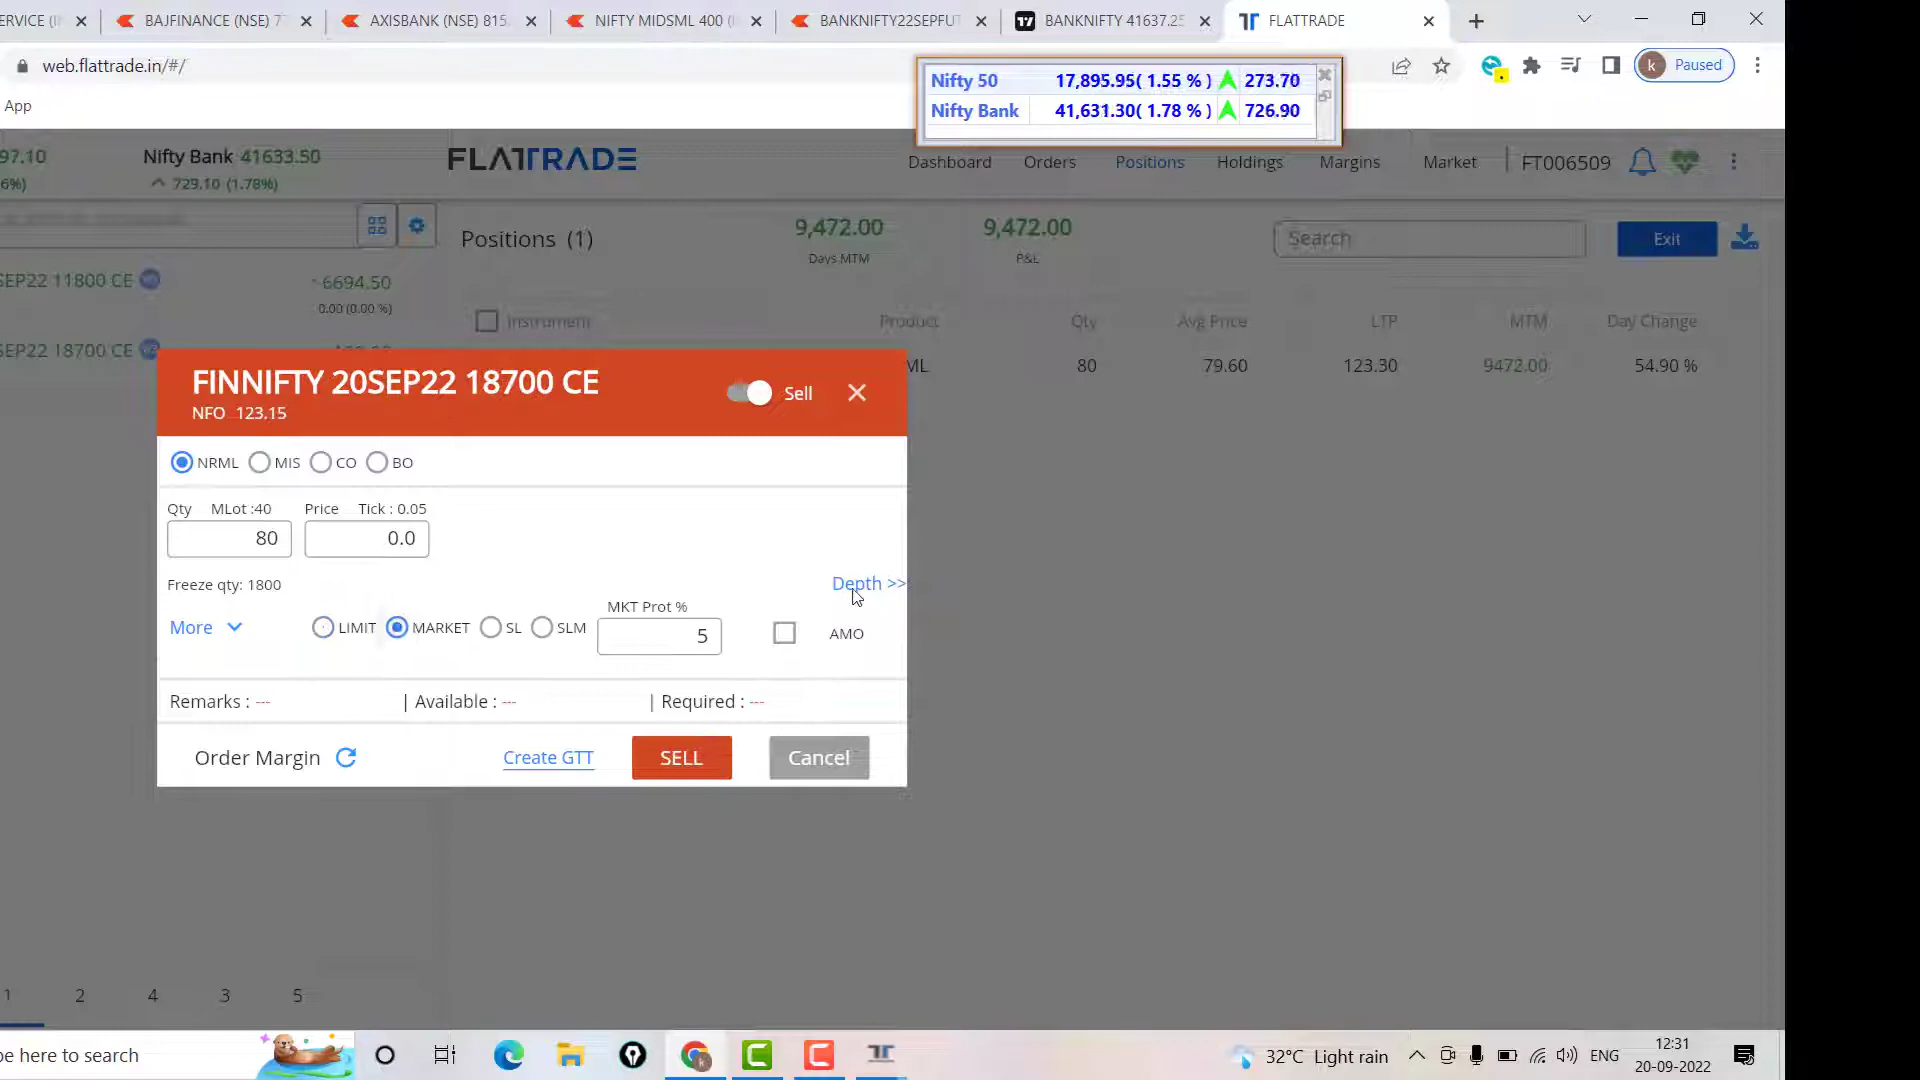 ERVICE (I
BAJFINANCE (NSE) 7
AXISBANK (NSE) 815.
NIFTY MIDSML 400 (
BANKNIFTY22SEPFUT
BANKNIFTY 41637.25
FLATTRADE
web.flattrade.in/#/
Paused
App
Nifty 50 17,895.95( 1.55 % ) 273.70
Nifty Bank 41,631.30( 1.78 % ) 726.90
97.10
6%)
Nifty Bank 41633.50
729.10 (1.78%)
FLATTRADE
Dashboard Orders Positions Holdings Margins Market FT006509
Positions (1)
9,472.00
Days MTM
9,472.00
P&L
Search
Exit
SEP22 11800 CE
6694.50
0.00 (0.00 %)
SEP22 18700 CE
Instrument Product Qty Avg Price LTP MTM Day Change
ML 80 79.60 123.30 9472.00 54.90 %
FINNIFTY 20SEP22 18700 CE
NFO 123.15
Sell
NRML MIS CO BO
Qty MLot :40 Price Tick : 0.05
80 0.0
Freeze qty: 1800
Depth >>
MKT Prot %
More LIMIT MARKET SL SLM 5 AMO
Remarks : --- | Available : --- | Required : ---
Order Margin Create GTT SELL Cancel
1 2 4 3 5
pe here to search
32°C Light rain
ENG
12:31
20-09-2022